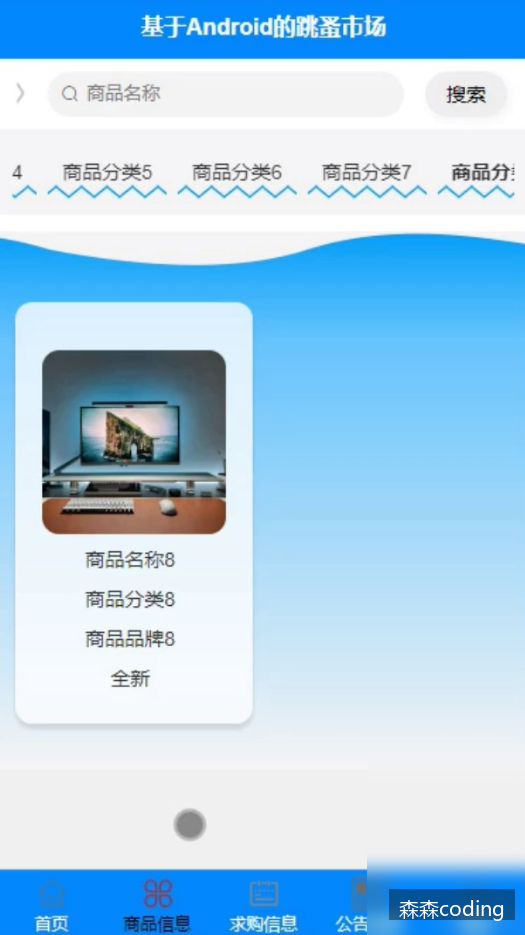 基于Android的跳蚤市场
商品名称
搜索
4 商品分类5 商品分类6 商品分类7 商品分
商品名称8
商品分类8
商品品牌8
全新
首页 商品信息 求购信息 公告
森森coding